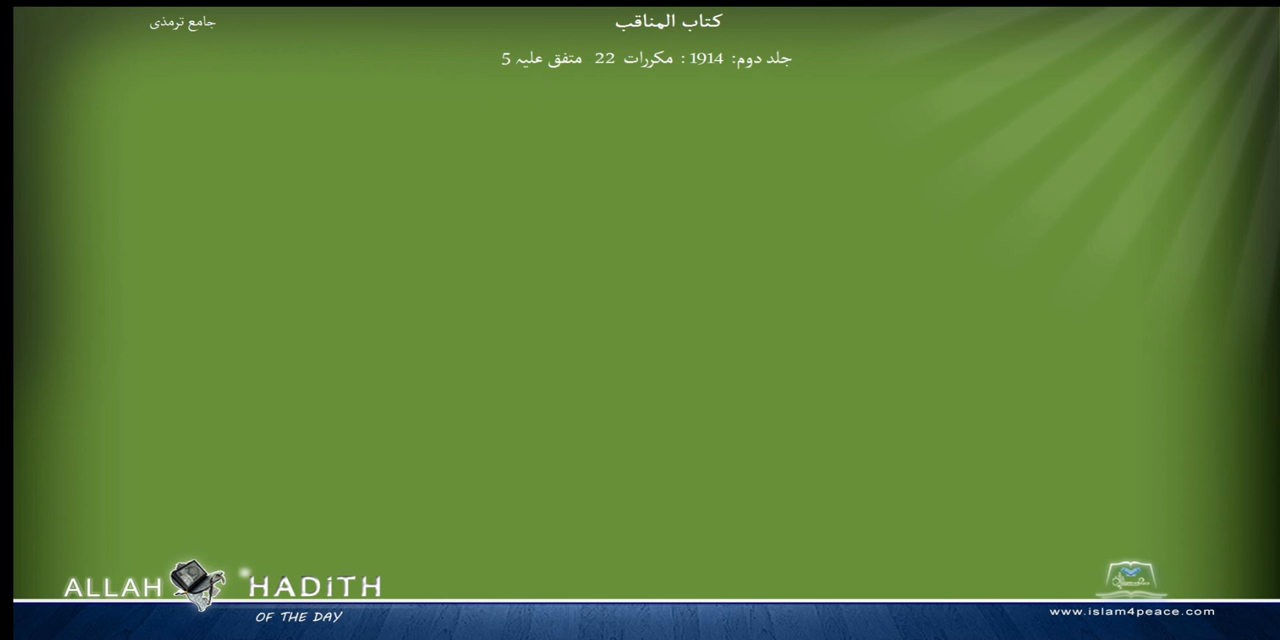 کتاب المناقب
جامع ترمذی
جلد دوم: 1914 : مکررات 22 متفق علیہ 5
ALLAH HADITH
OF THE DAY
www.islam4peace.com